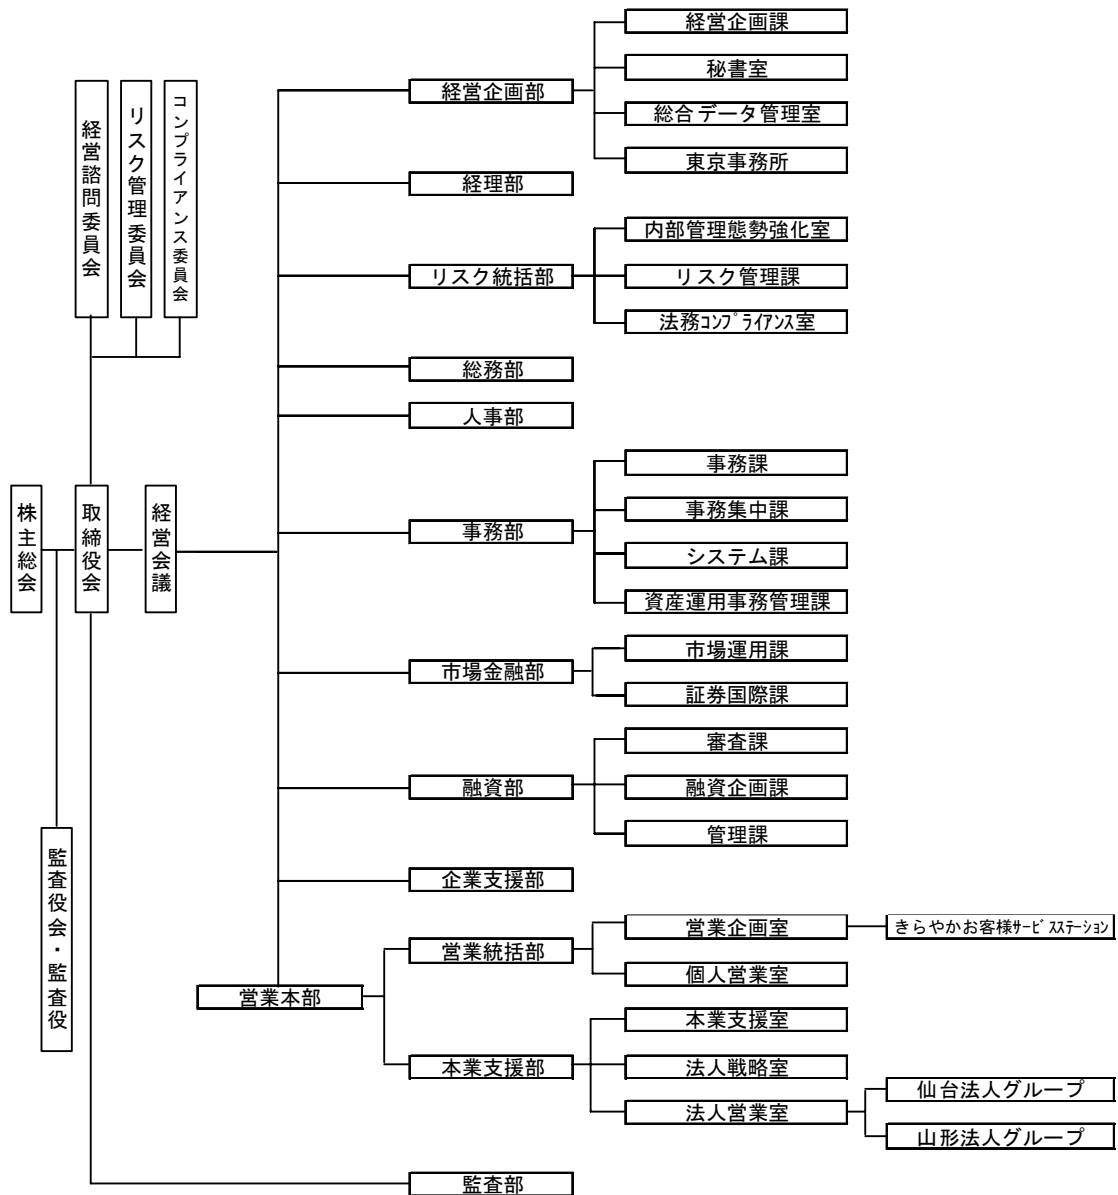 経営諮問委員会
リスク管理委員会
コンプライアンス委員会
株主総会
取締役会
経営会議
監査役会・監査役
経営企画部
経営企画課
秘書室
総合データ管理室
東京事務所
経理部
リスク統括部
内部管理態勢強化室
リスク管理課
法務ｺﾝﾌﾟﾗｲｱﾝｽ室
総務部
人事部
事務部
事務課
事務集中課
システム課
資産運用事務管理課
市場金融部
市場運用課
証券国際課
融資部
審査課
融資企画課
管理課
企業支援部
営業本部
営業統括部
営業企画室
きらやかお客様ｻｰﾋﾞｽｽﾃｰｼｮﾝ
個人営業室
本業支援部
本業支援室
法人戦略室
法人営業室
仙台法人グループ
山形法人グループ
監査部